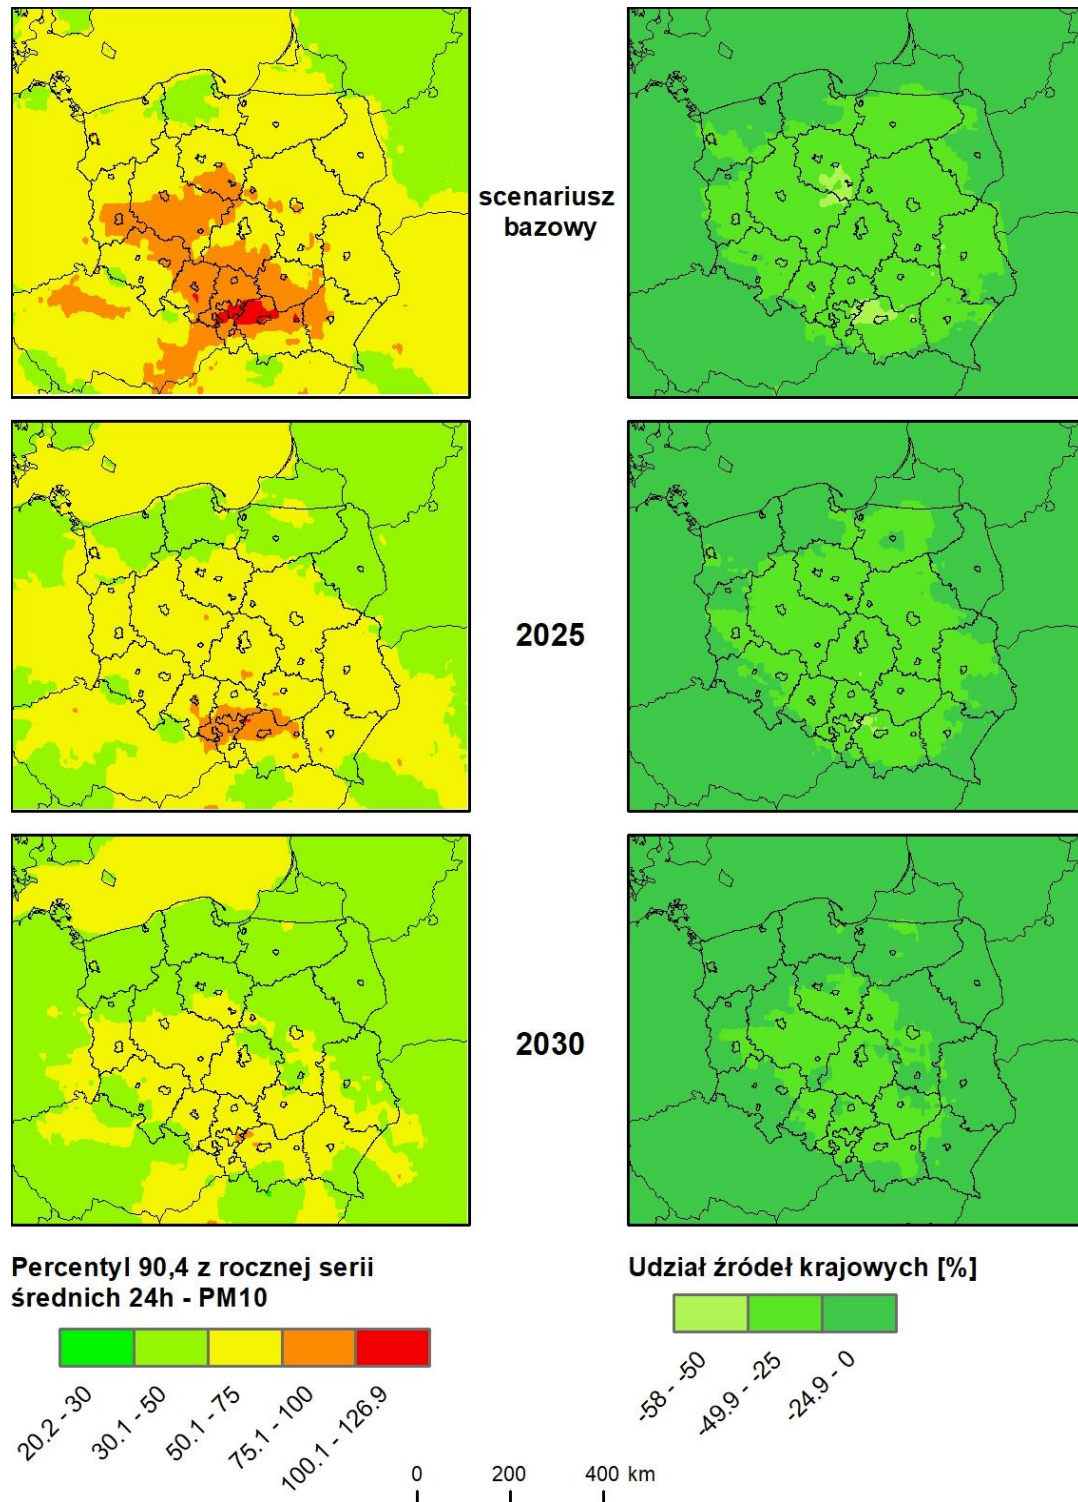 scenariusz
bazowy
2025
2030
Percentyl 90,4 z rocznej serii
średnich 24h - PM10
20.2 - 30
30.1 - 50
50.1 - 75
75.1 - 100
100.1 - 126.9
Udział źródeł krajowych [%]
-58 - -50
-49.9 - -25
-24.9 - 0
0 200 400 km